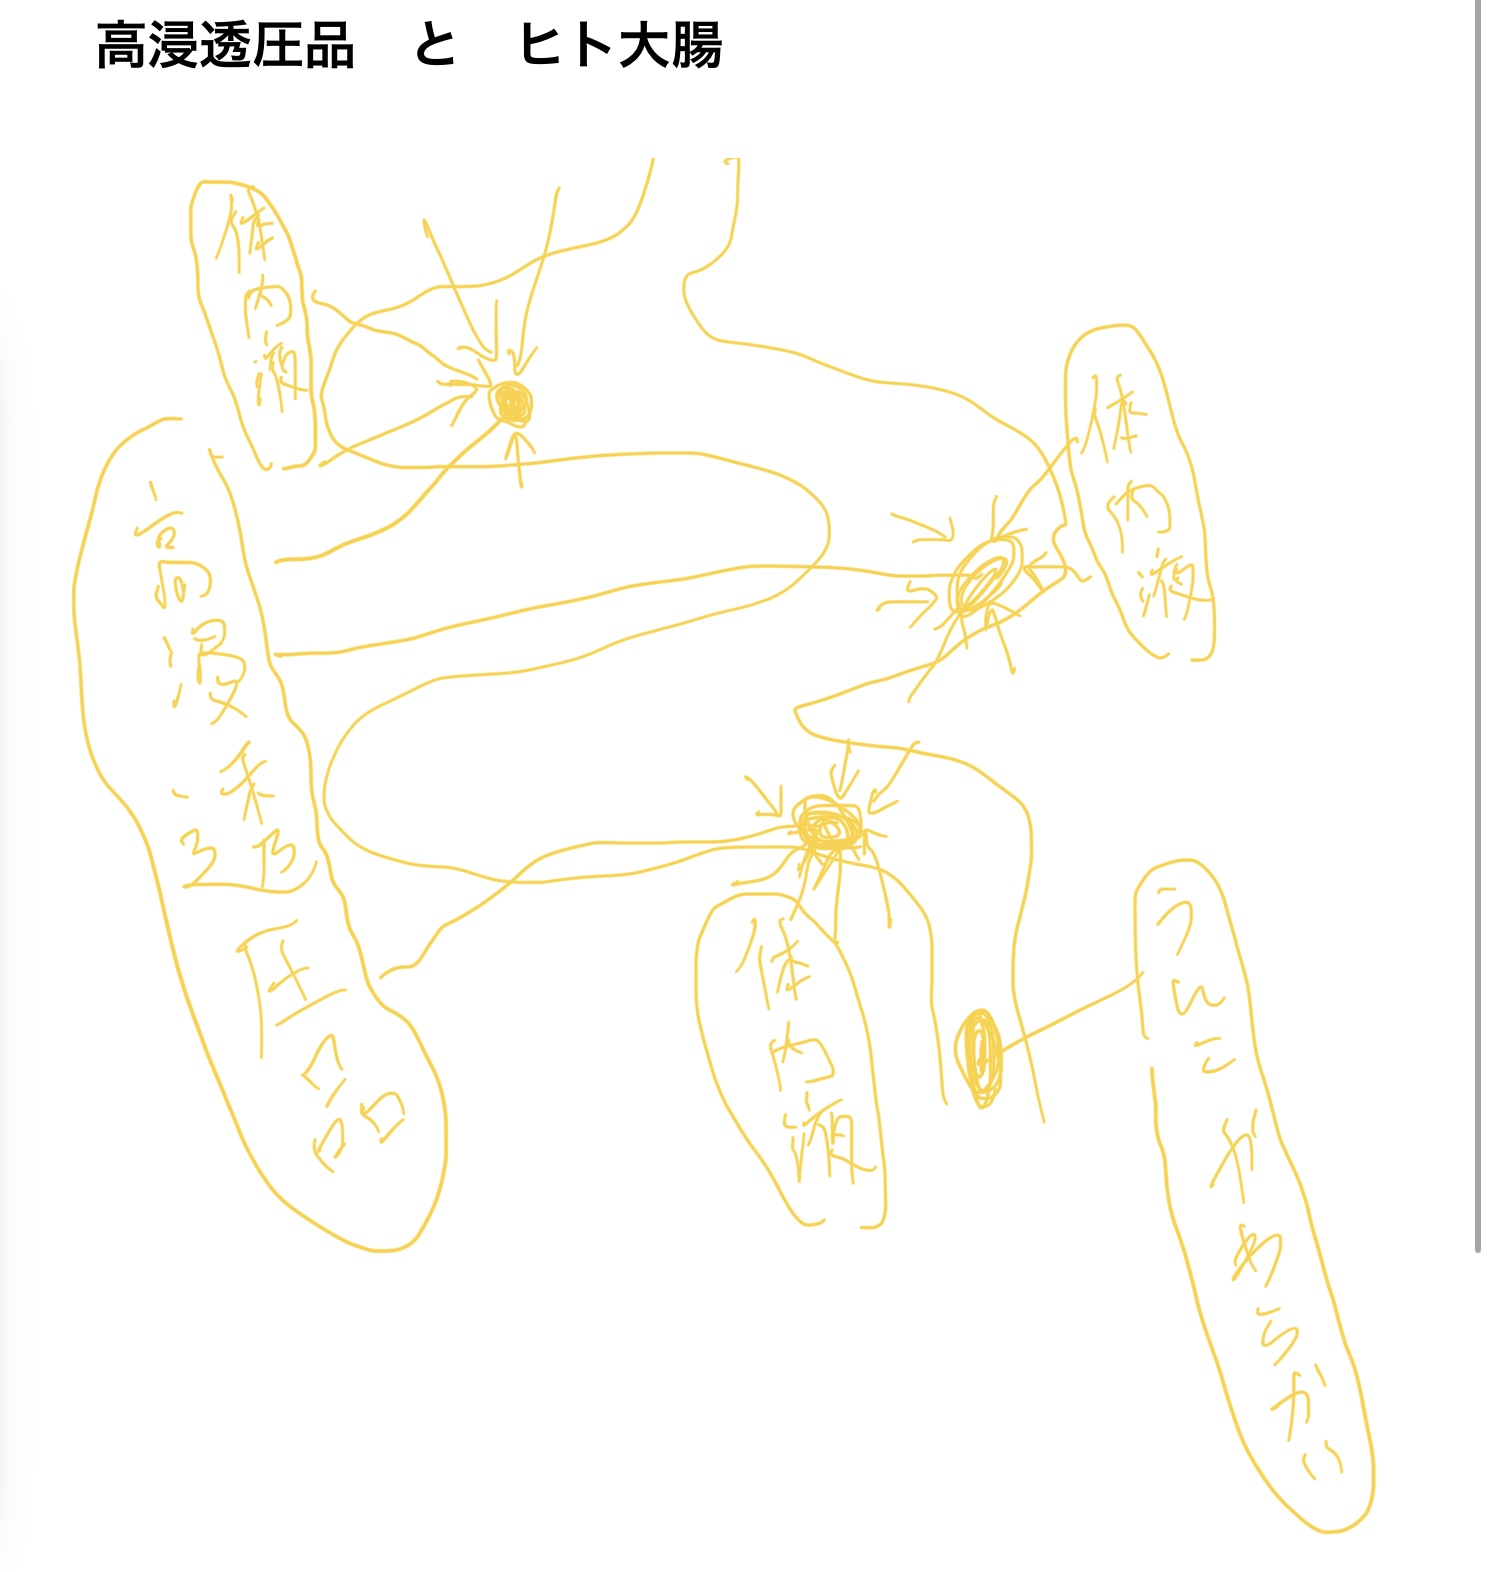 高浸透圧品　と　ヒト大腸
体内液
体内液
高浸透圧品
体内液
うんこやわらかい